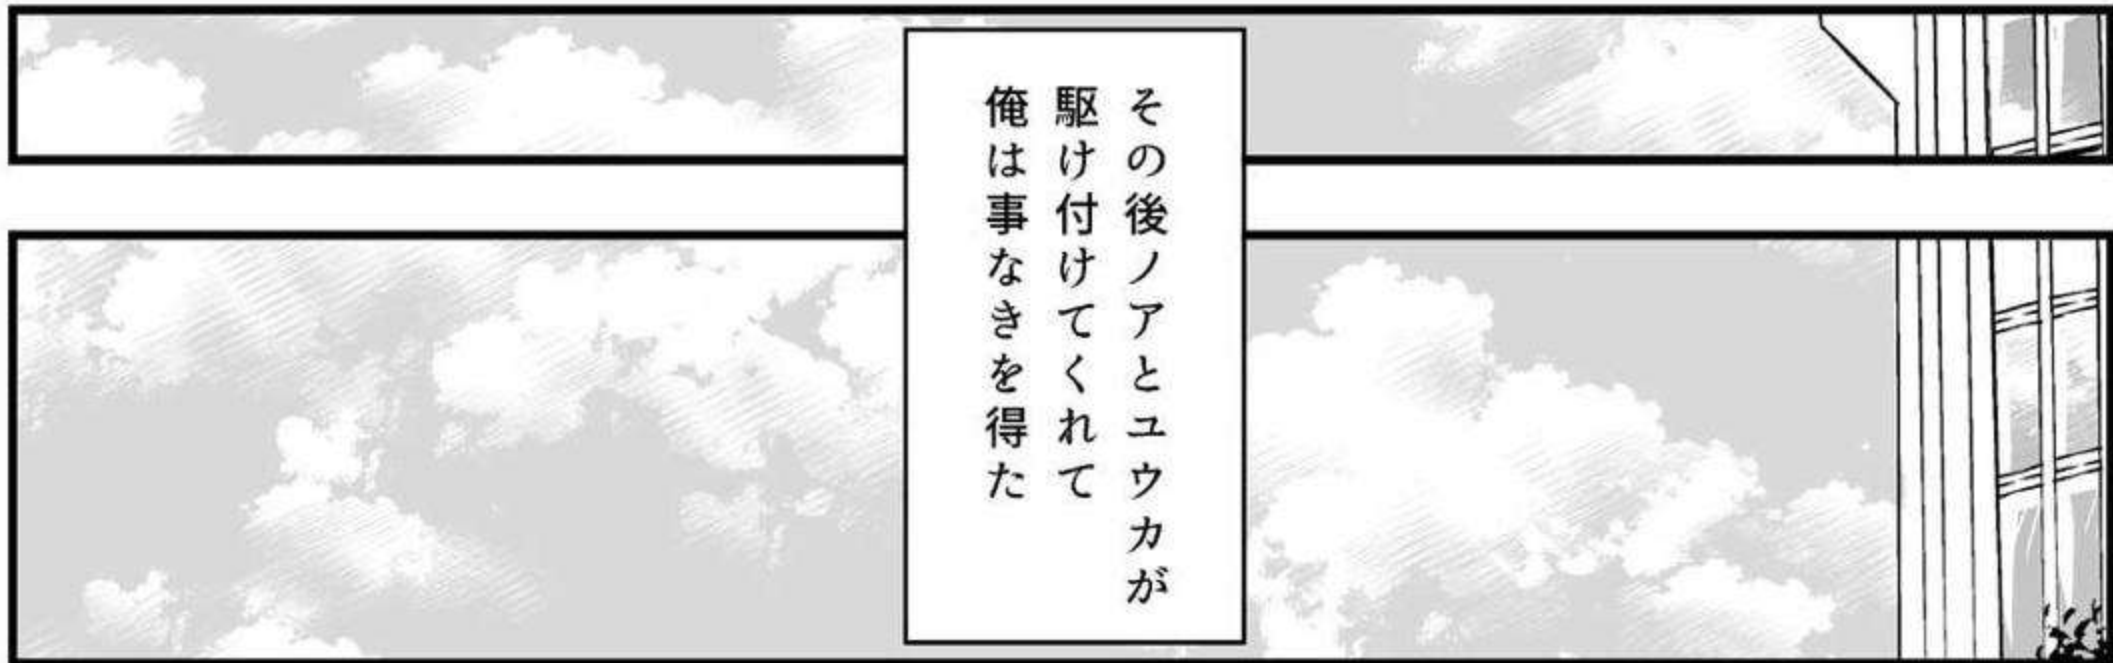 その後ノアとユウカが
駆け付けてくれて
俺は事なきを得た